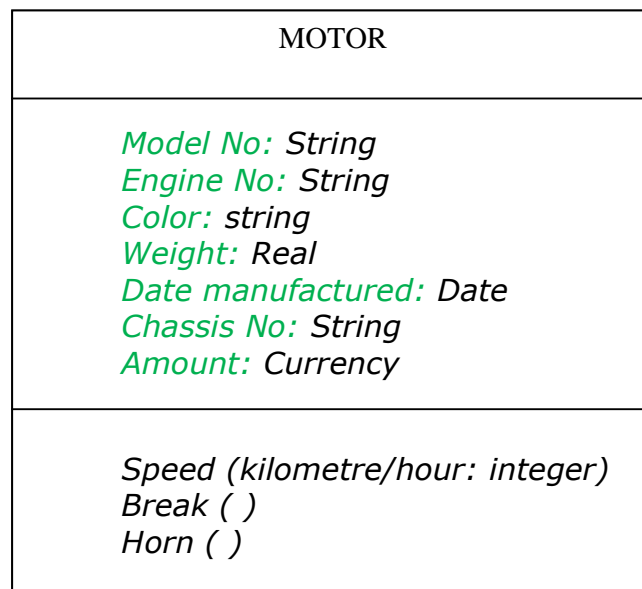 MOTOR
Model No: String
Engine No: String
Color: string
Weight: Real
Date manufactured: Date
Chassis No: String
Amount: Currency
Speed (kilometre/hour: integer)
Break ( )
Horn ( )